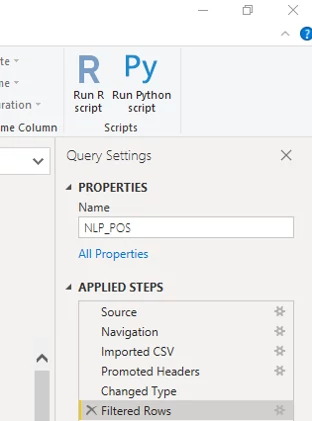 te
me
ration
me Column
R
Run R
script
Py
Run Python
script
Scripts
?
Query Settings
PROPERTIES
Name
NLP_POS
All Properties
APPLIED STEPS
Source
Navigation
Imported CSV
Promoted Headers
Changed Type
Filtered Rows